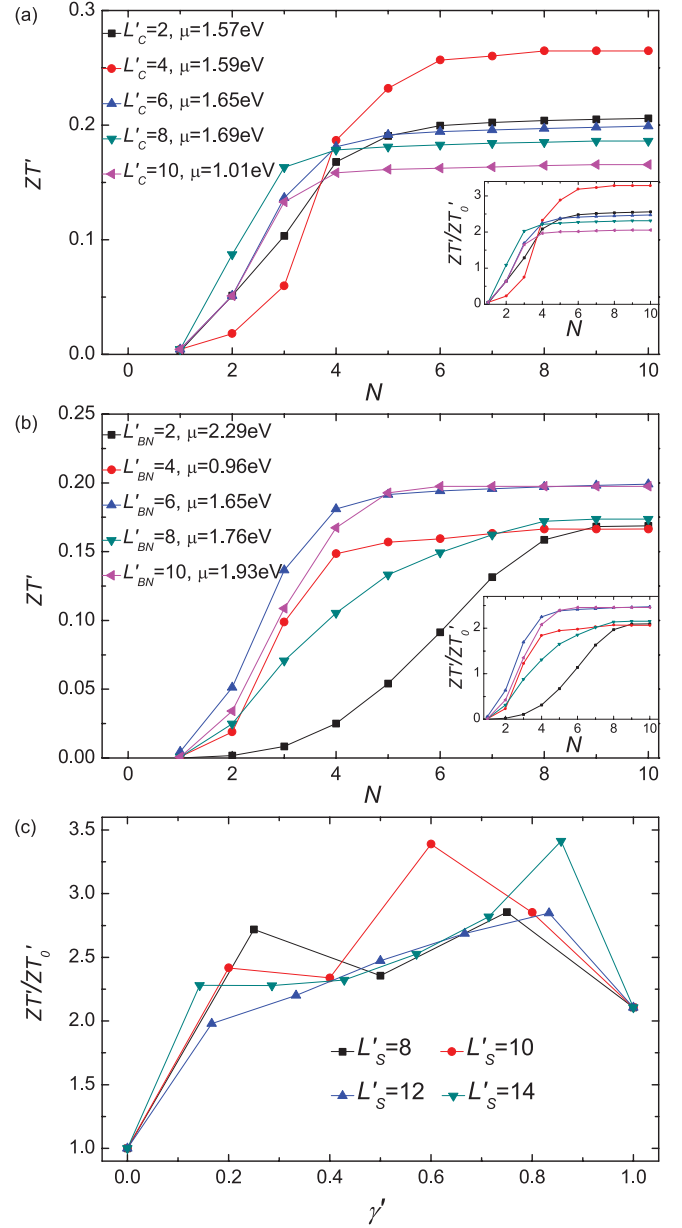 (a)
0.3
0.2
0.1
0.0
ZT'
L'C=2, μ=1.57eV
L'C=4, μ=1.59eV
L'C=6, μ=1.65eV
L'C=8, μ=1.69eV
L'C=10, μ=1.01eV
ZT'/ZT0'
3
2
1
0
2 4 6 8 10
N
0 2 4 6 8 10
N
(b)
0.25
0.20
0.15
0.10
0.05
0.00
ZT'
L'BN=2, μ=2.29eV
L'BN=4, μ=0.96eV
L'BN=6, μ=1.65eV
L'BN=8, μ=1.76eV
L'BN=10, μ=1.93eV
ZT'/ZT0'
2
1
0
2 4 6 8 10
N
0 2 4 6 8 10
N
(c)
3.5
3.0
2.5
2.0
1.5
1.0
ZT'/ZT0'
L'S=8 L'S=10
L'S=12 L'S=14
0.0 0.2 0.4 0.6 0.8 1.0
γ'